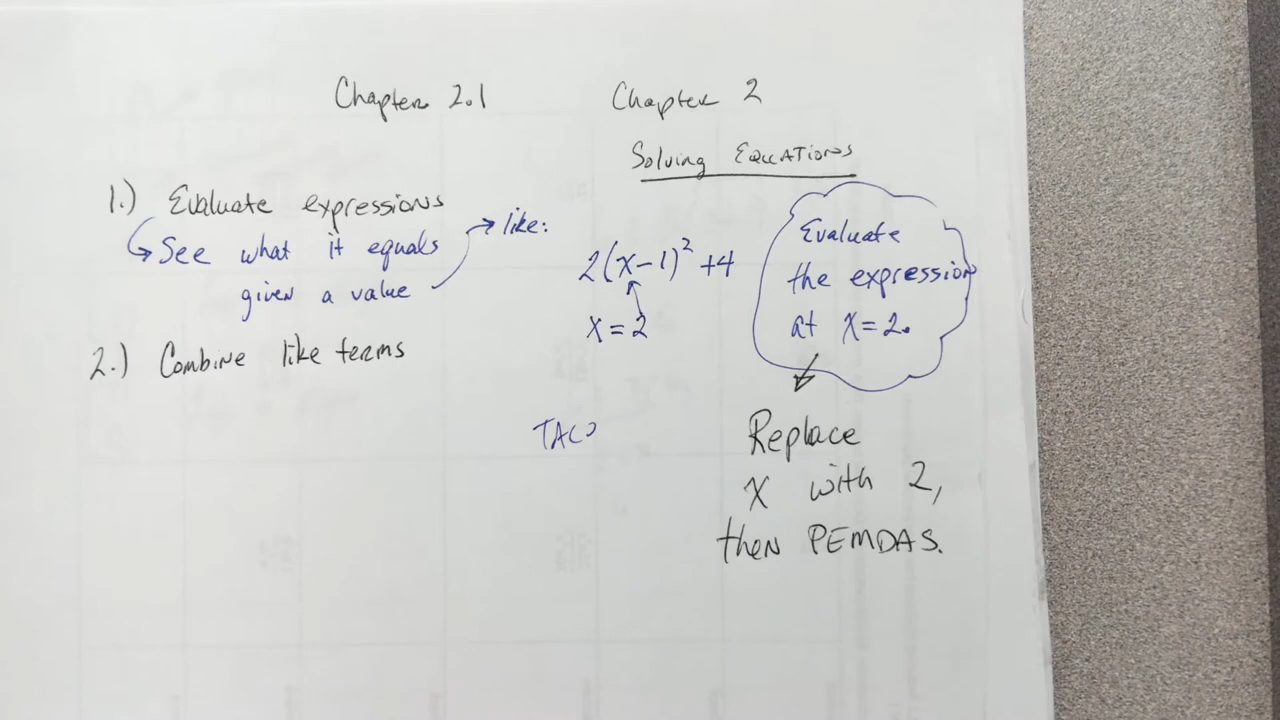 Chapter 2.1
Chapter 2
Solving Equations
1.) Evaluate expressions
See what it equals
given a value
like:
2(x-1)² +4
x = 2
Evaluate
the expression
at x=2.
2.) Combine like terms
TACO
Replace
x with 2,
then PEMDAS.